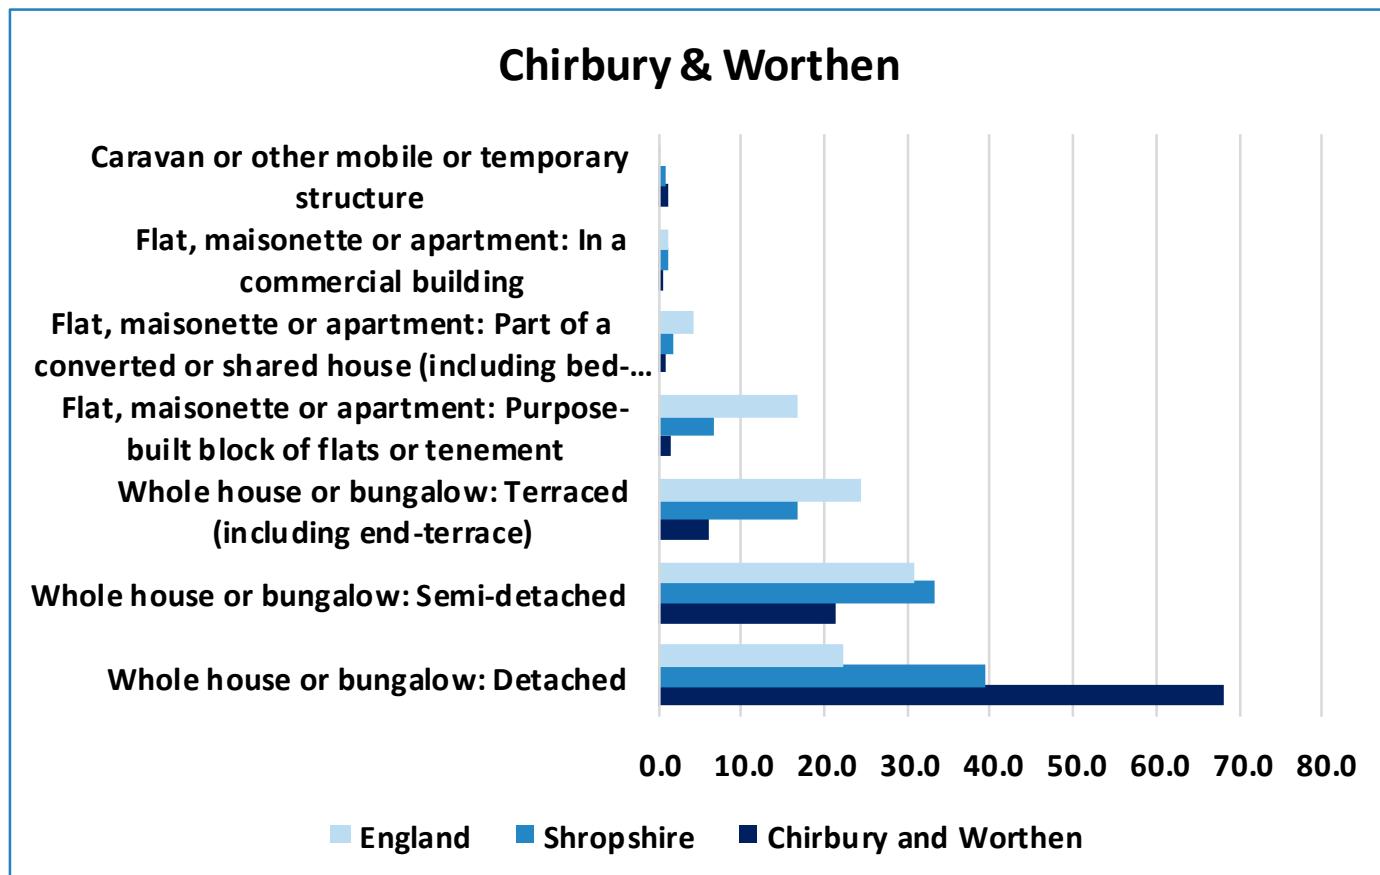 Chirbury & Worthen
Caravan or other mobile or temporary
structure
Flat, maisonette or apartment: In a
commercial building
Flat, maisonette or apartment: Part of a
converted or shared house (including bed-...
Flat, maisonette or apartment: Purpose-
built block of flats or tenement
Whole house or bungalow: Terraced
(including end-terrace)
Whole house or bungalow: Semi-detached
Whole house or bungalow: Detached
0.0 10.0 20.0 30.0 40.0 50.0 60.0 70.0 80.0
England Shropshire Chirbury and Worthen